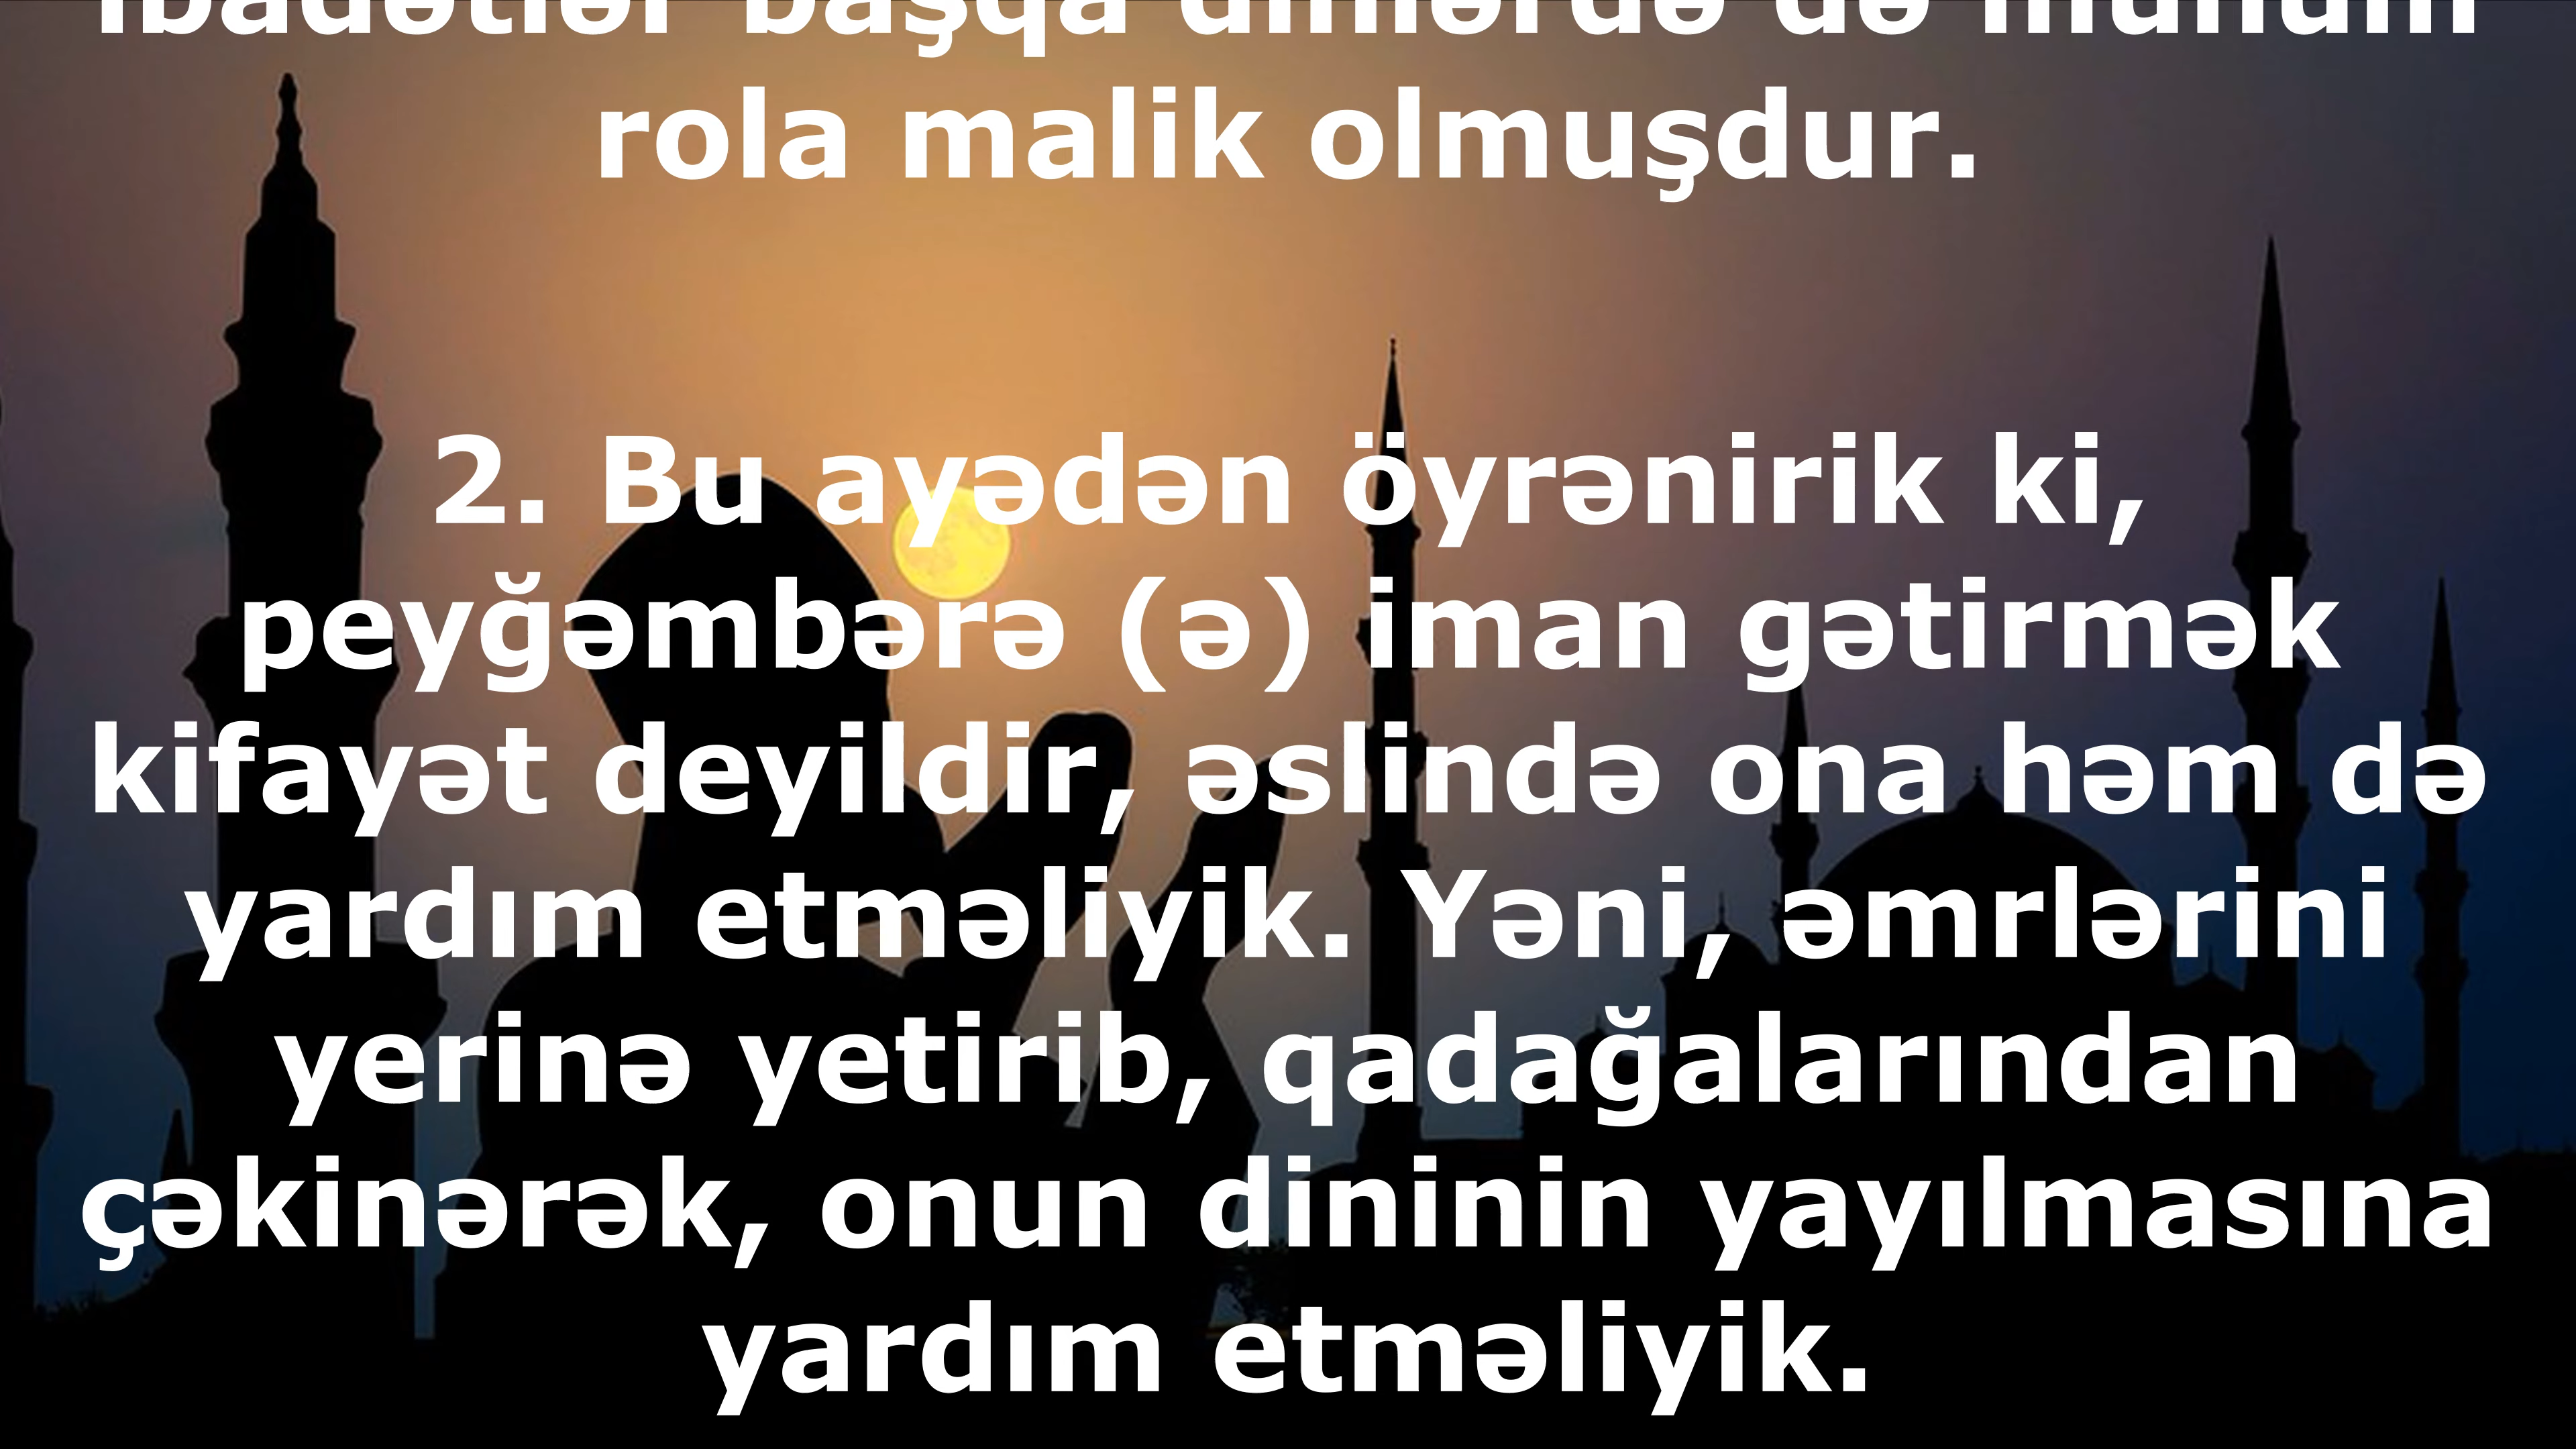 ibadətlər başqa dinlərdə də mühüm
rola malik olmuşdur.
2. Bu ayədən öyrənirik ki,
peyğəmbərə (ə) iman gətirmək
kifayət deyildir, əslində ona həm də
yardım etməliyik. Yəni, əmrlərini
yerinə yetirib, qadağalarından
çəkinərək, onun dininin yayılmasına
yardım etməliyik.